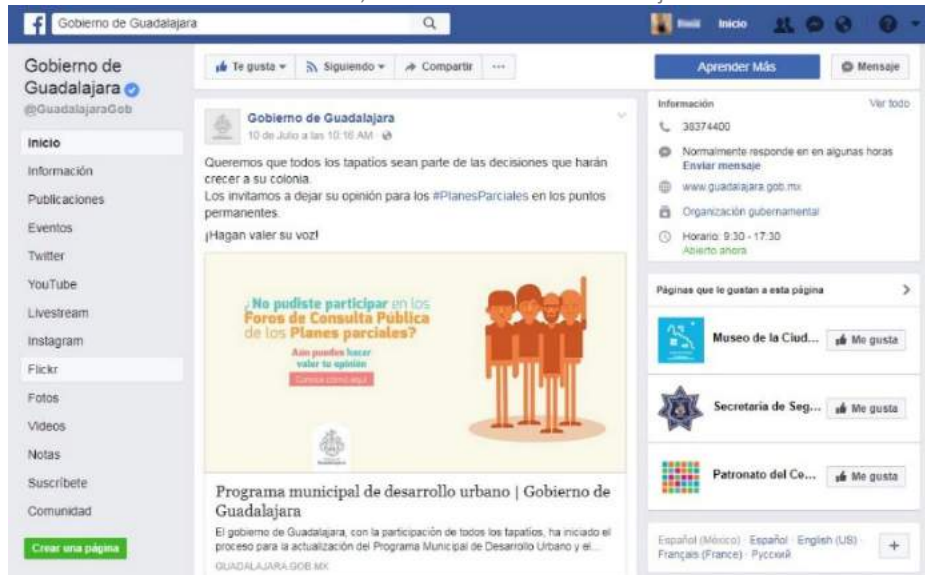 Gobierno de Guadalajara
Inicio
Gobierno de
Guadalajara
@GuadalajaraGob
Inicio
Información
Publicaciones
Eventos
Twitter
YouTube
Livestream
Instagram
Flickr
Fotos
Videos
Notas
Suscríbete
Comunidad
Crear una página
Te gusta
Siguiendo
Compartir
Gobierno de Guadalajara
10 de Julio a las 10:16 AM
Queremos que todos los tapatíos sean parte de las decisiones que harán
crecer a su colonia.
Los invitamos a dejar su opinión para los #PlanesParciales en los puntos
permanentes.
¡Hagan valer su voz!
¿No pudiste participar en los
Foros de Consulta Pública
de los Planes parciales?
Aún puedes hacer
valer tu opinión
Conoce cómo aquí
Guadalajara
Programa municipal de desarrollo urbano | Gobierno de
Guadalajara
El gobierno de Guadalajara, con la participación de todos los tapatíos, ha iniciado el
proceso para la actualización del Programa Municipal de Desarrollo Urbano y el...
GUADALAJARA.GOB.MX
Aprender Más
Mensaje
Información
Ver todo
38374400
Normalmente responde en en algunas horas
Enviar mensaje
www.guadalajara.gob.mx
Organización gubernamental
Horario: 9:30 - 17:30
Abierto ahora
Páginas que le gustan a esta página
Museo de la Ciud...
Me gusta
Secretaria de Seg...
Me gusta
Patronato del Ce...
Me gusta
Español (México) · Español · English (US) ·
Français (France) · Русский